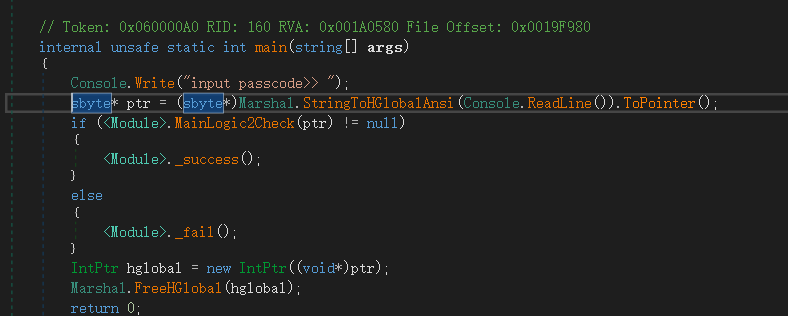 // Token: 0x060000A0 RID: 160 RVA: 0x001A0580 File Offset: 0x0019F980
internal unsafe static int main(string[] args)
{
Console.Write("input passcode>> ");
sbyte* ptr = (sbyte*)Marshal.StringToHGlobalAnsi(Console.ReadLine()).ToPointer();
if (<Module>.MainLogic2Check(ptr) != null)
{
<Module>._success();
}
else
{
<Module>._fail();
}
IntPtr hglobal = new IntPtr((void*)ptr);
Marshal.FreeHGlobal(hglobal);
return 0;